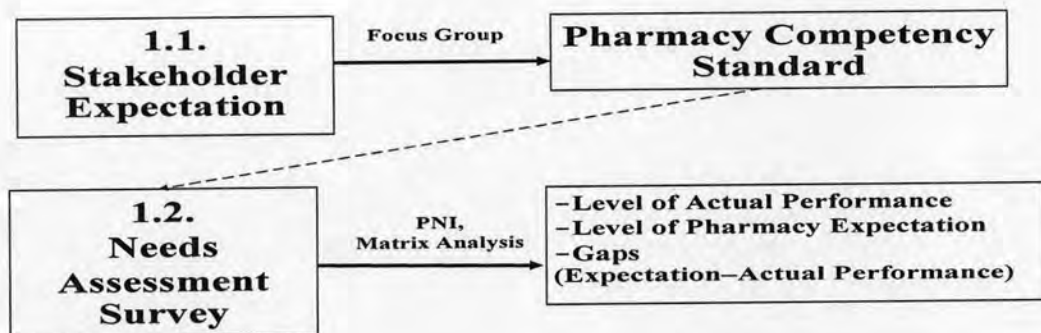 1.1.
Stakeholder
Expectation
Focus Group
Pharmacy Competency
Standard
1.2.
Needs
Assessment
Survey
PNI,
Matrix Analysis
–Level of Actual Performance
–Level of Pharmacy Expectation
–Gaps
(Expectation–Actual Performance)